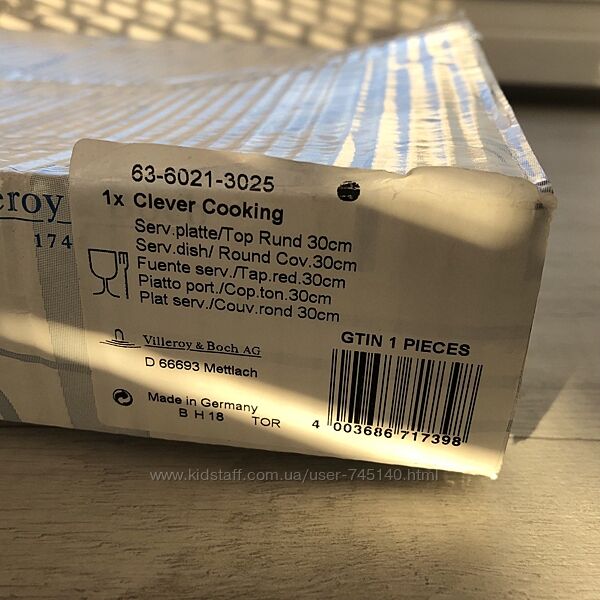 63-6021-3025
1x Clever Cooking
Serv.platte/Top Rund 30cm
Serv.dish/ Round Cov.30cm
Fuente serv./Tap.red.30cm
Piatto port./Cop.ton.30cm
Plat serv./Couv.rond 30cm
eroy
174
Villeroy & Boch AG
D 66693 Mettlach
GTIN 1 PIECES
Made in Germany
B H 18 TOR
4 003686 717398
www.kidstaff.com.ua/user-745140.html